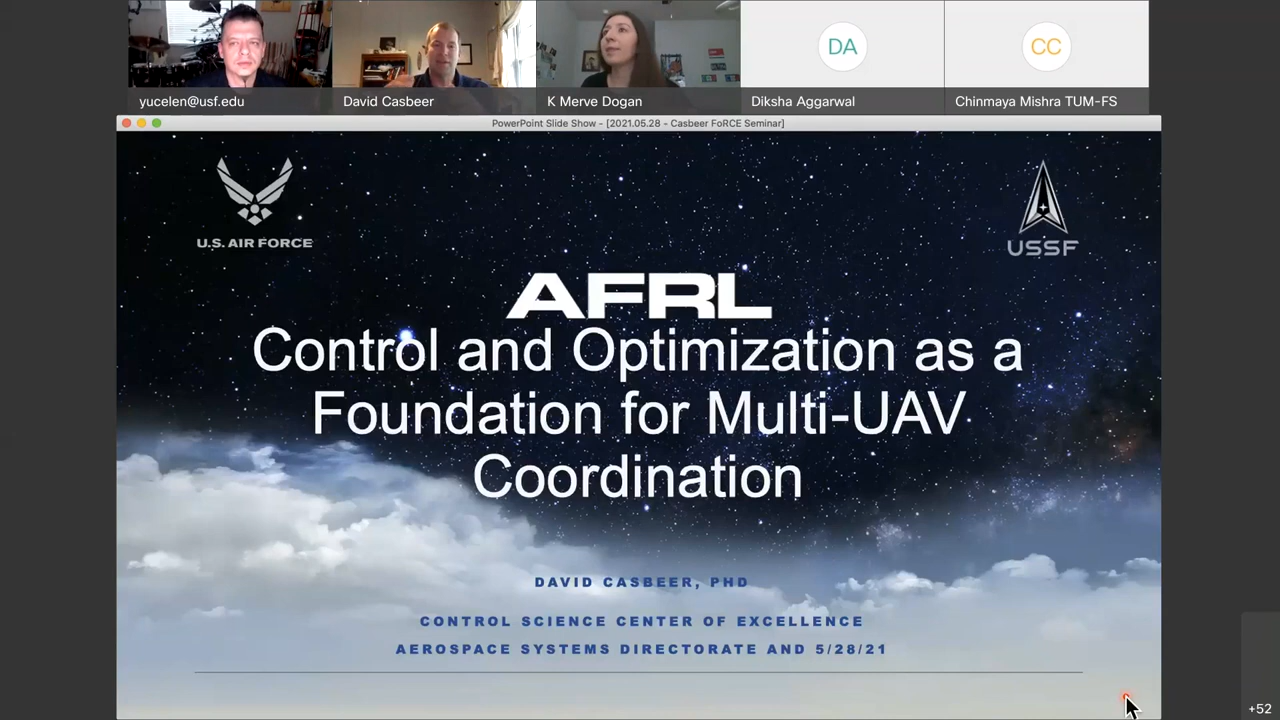 yucelen@usf.edu
David Casbeer
K Merve Dogan
DA
Diksha Aggarwal
CC
Chinmaya Mishra TUM-FS
PowerPoint Slide Show - [2021.05.28 - Casbeer FoRCE Seminar]
U.S. AIR FORCE
USSF
AFRL
Control and Optimization as a
Foundation for Multi-UAV
Coordination
DAVID CASBEER, PHD
CONTROL SCIENCE CENTER OF EXCELLENCE
AEROSPACE SYSTEMS DIRECTORATE AND 5/28/21
+52